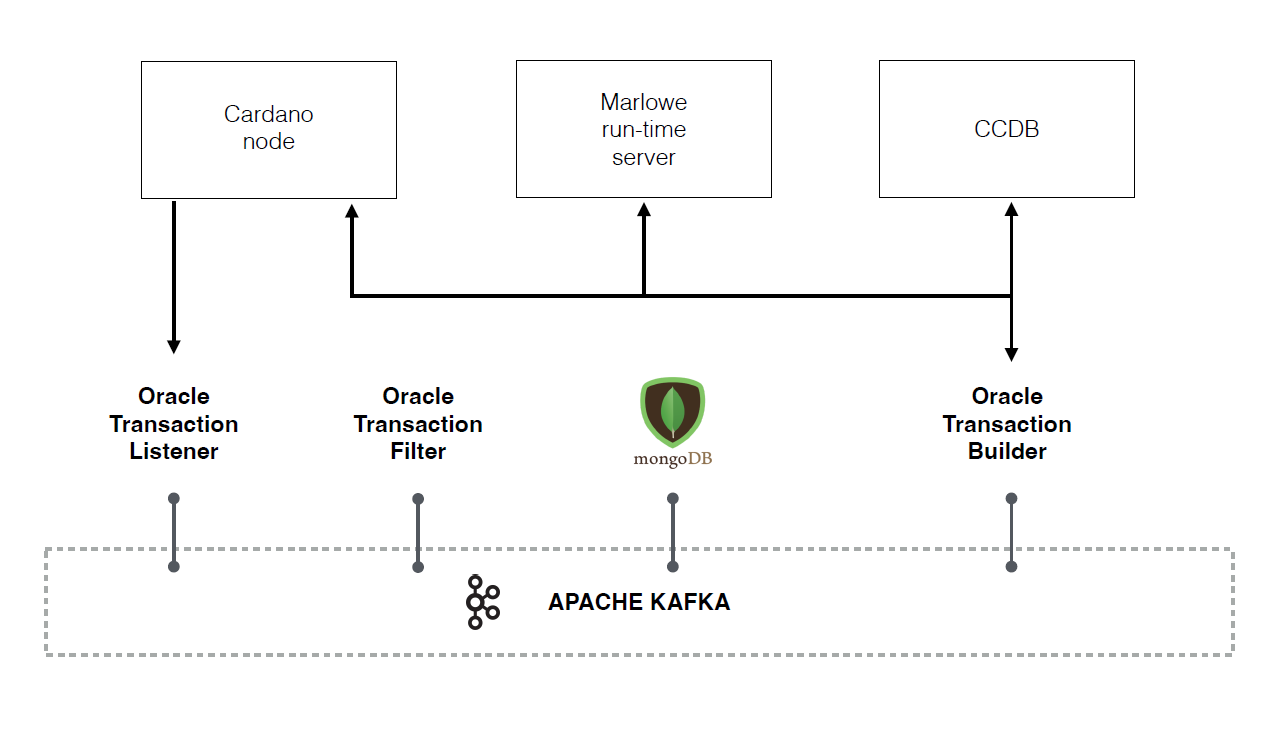 Cardano
node
Marlowe
run-time
server
CCDB
Oracle
Transaction
Listener
Oracle
Transaction
Filter
mongoDB
Oracle
Transaction
Builder
APACHE KAFKA